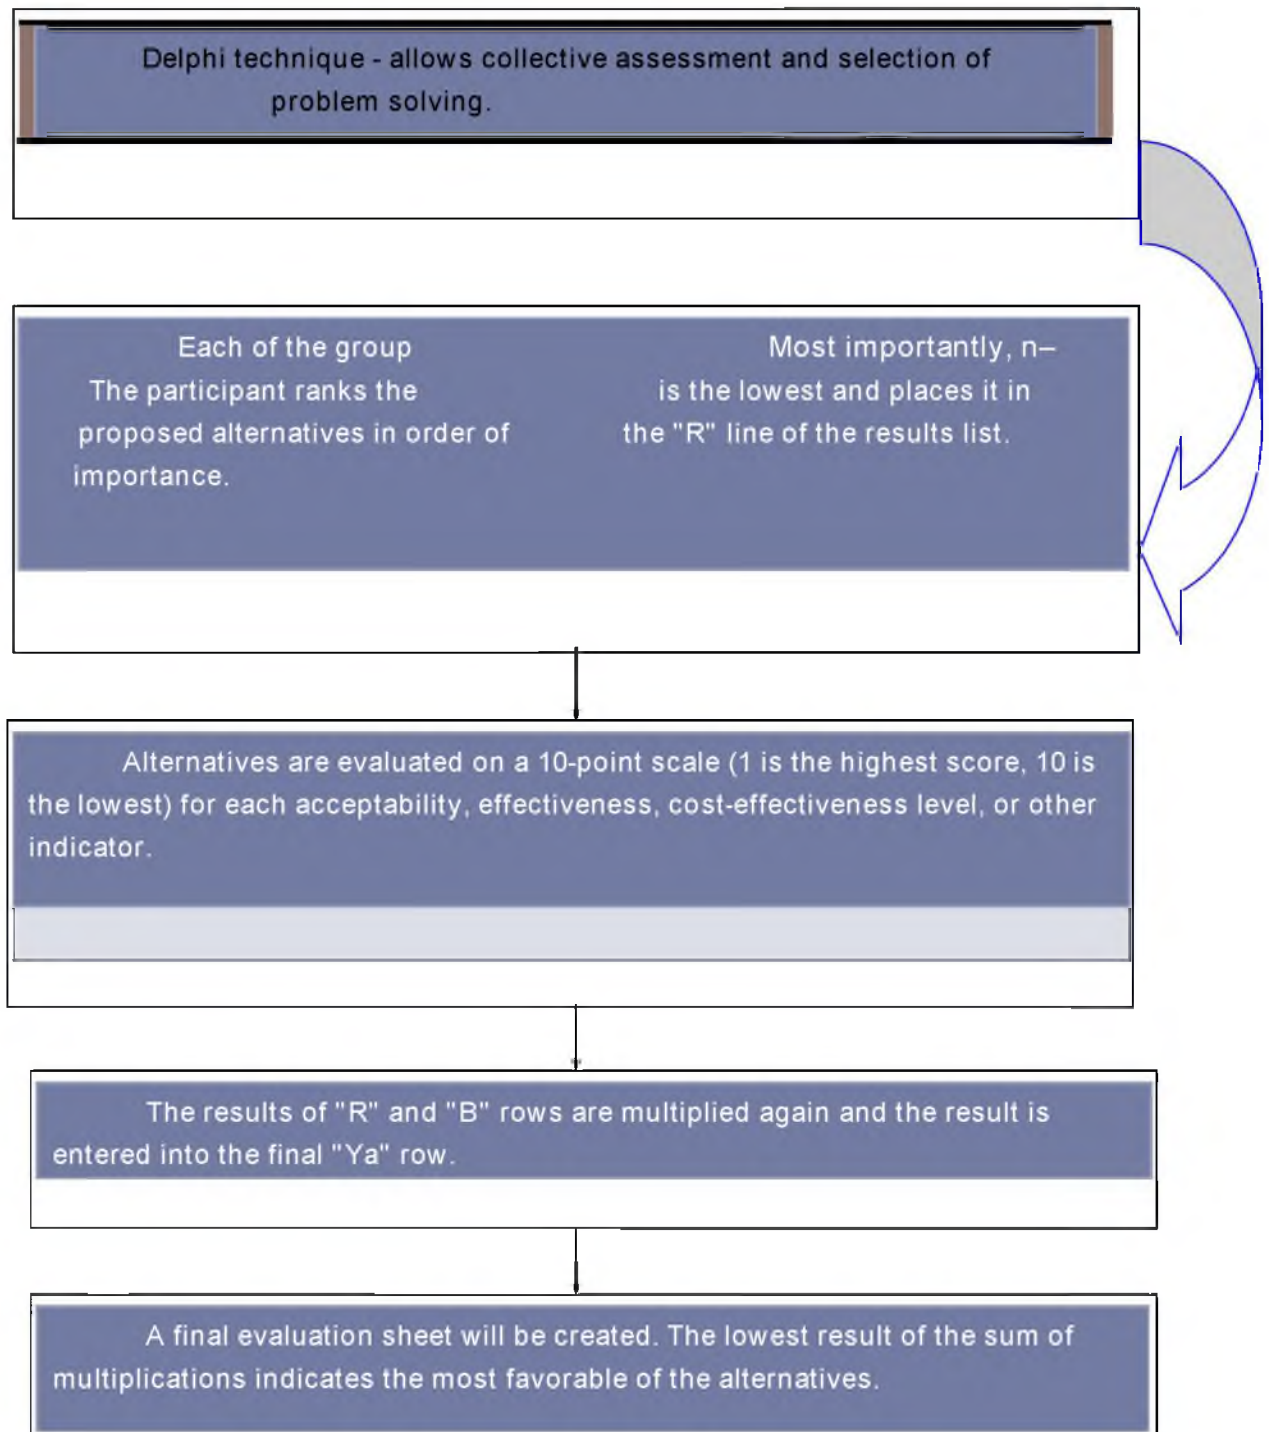 Delphi technique - allows collective assessment and selection of
problem solving.
Each of the group
The participant ranks the
proposed alternatives in order of
importance.
Most importantly, n–
is the lowest and places it in
the "R" line of the results list.
Alternatives are evaluated on a 10-point scale (1 is the highest score, 10 is
the lowest) for each acceptability, effectiveness, cost-effectiveness level, or other
indicator.
The results of "R" and "B" rows are multiplied again and the result is
entered into the final "Ya" row.
A final evaluation sheet will be created. The lowest result of the sum of
multiplications indicates the most favorable of the alternatives.